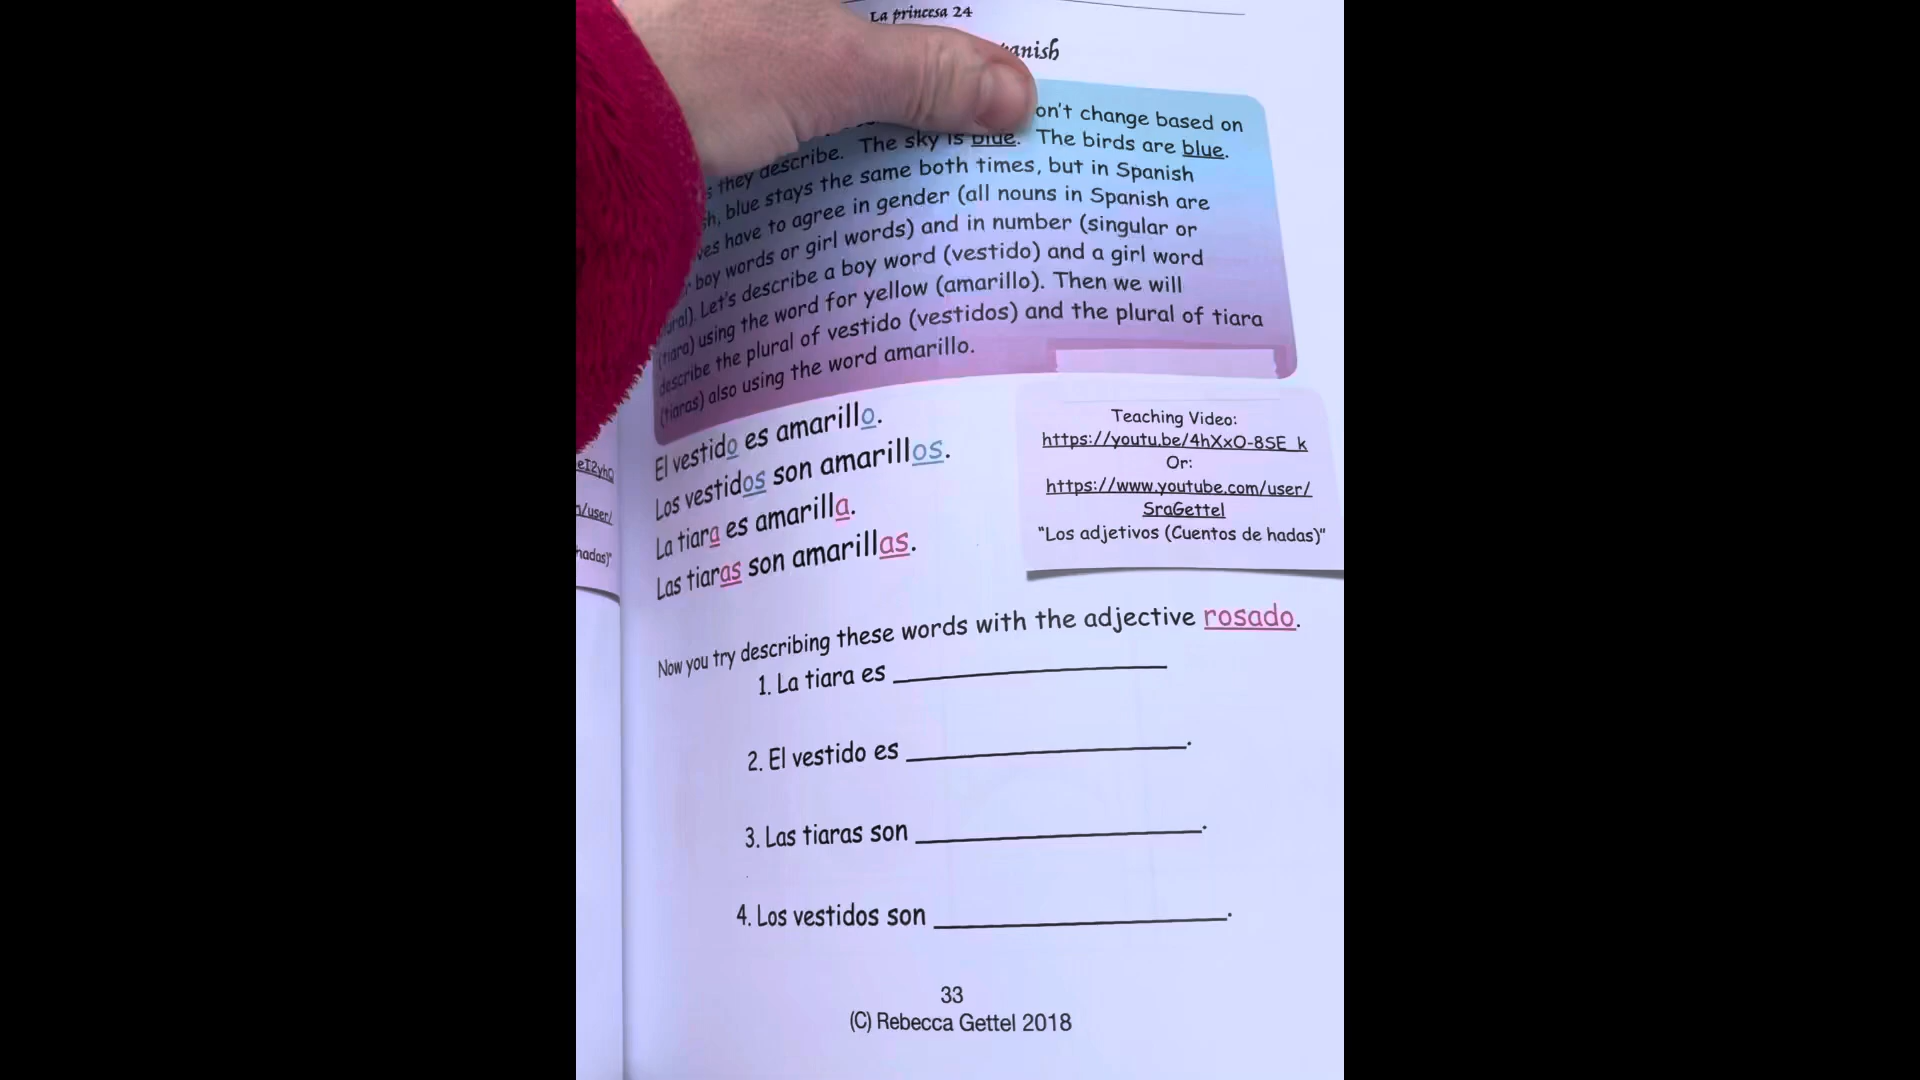 La princesa 24
anish
on't change based on
they describe. The sky is blue. The birds are blue.
blue stays the same both times, but in Spanish
have to agree in gender (all nouns in Spanish are
boy words or girl words) and in number (singular or
Let's describe a boy word (vestido) and a girl word
(tiara) using the word for yellow (amarillo). Then we will
describe the plural of vestido (vestidos) and the plural of tiara
(tiaras) also using the word amarillo.
El vestido es amarillo.
Los vestidos son amarillos.
La tiara es amarilla.
Las tiaras son amarillas.
Teaching Video:
https://youtu.be/4hXxO-8SE_k
Or:
https://www.youtube.com/user/
SraGettel
"Los adjetivos (Cuentos de hadas)"
eI2vhQ
/user/
hadas)"
Now you try describing these words with the adjective rosado.
1. La tiara es
2. El vestido es .
3. Las tiaras son .
4. Los vestidos son .
33
(C) Rebecca Gettel 2018